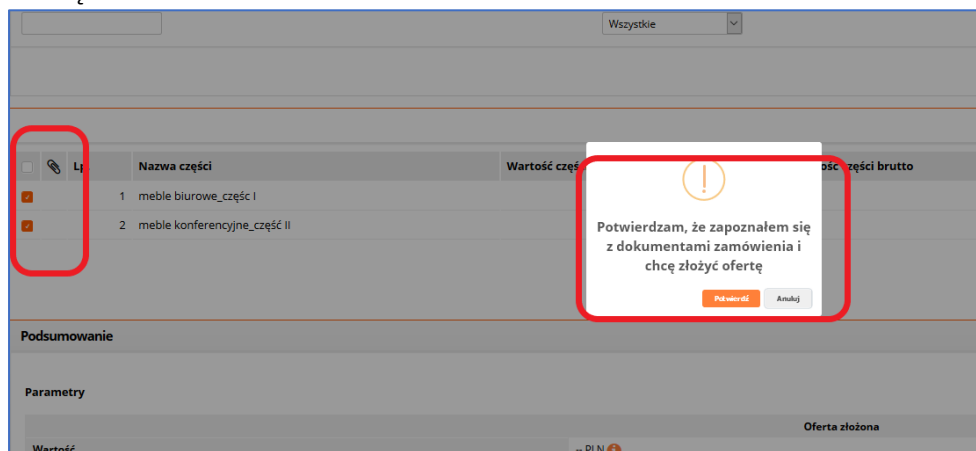 Wszystkie
Lp. Nazwa części Wartość częś ość części brutto
1 meble biurowe_częśc I
2 meble konferencyjne_część II
Potwierdzam, że zapoznałem się
z dokumentami zamówienia i
chcę złożyć ofertę
Potwierdź Anuluj
Podsumowanie
Parametry
Oferta złożona
Wartość -- PLN